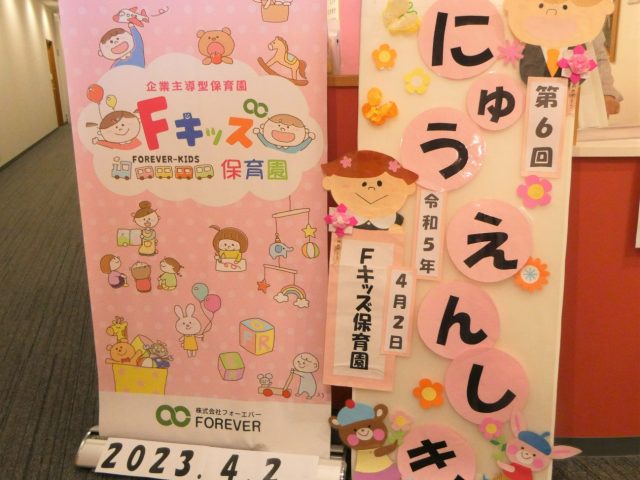 企業主導型保育園
Fキッズ
FOREVER-KIDS
保育園
株式会社フォーエバー
FOREVER
2023.4.2
にゅうえんしき
第6回
令和5年
4月2日
Fキッズ保育園